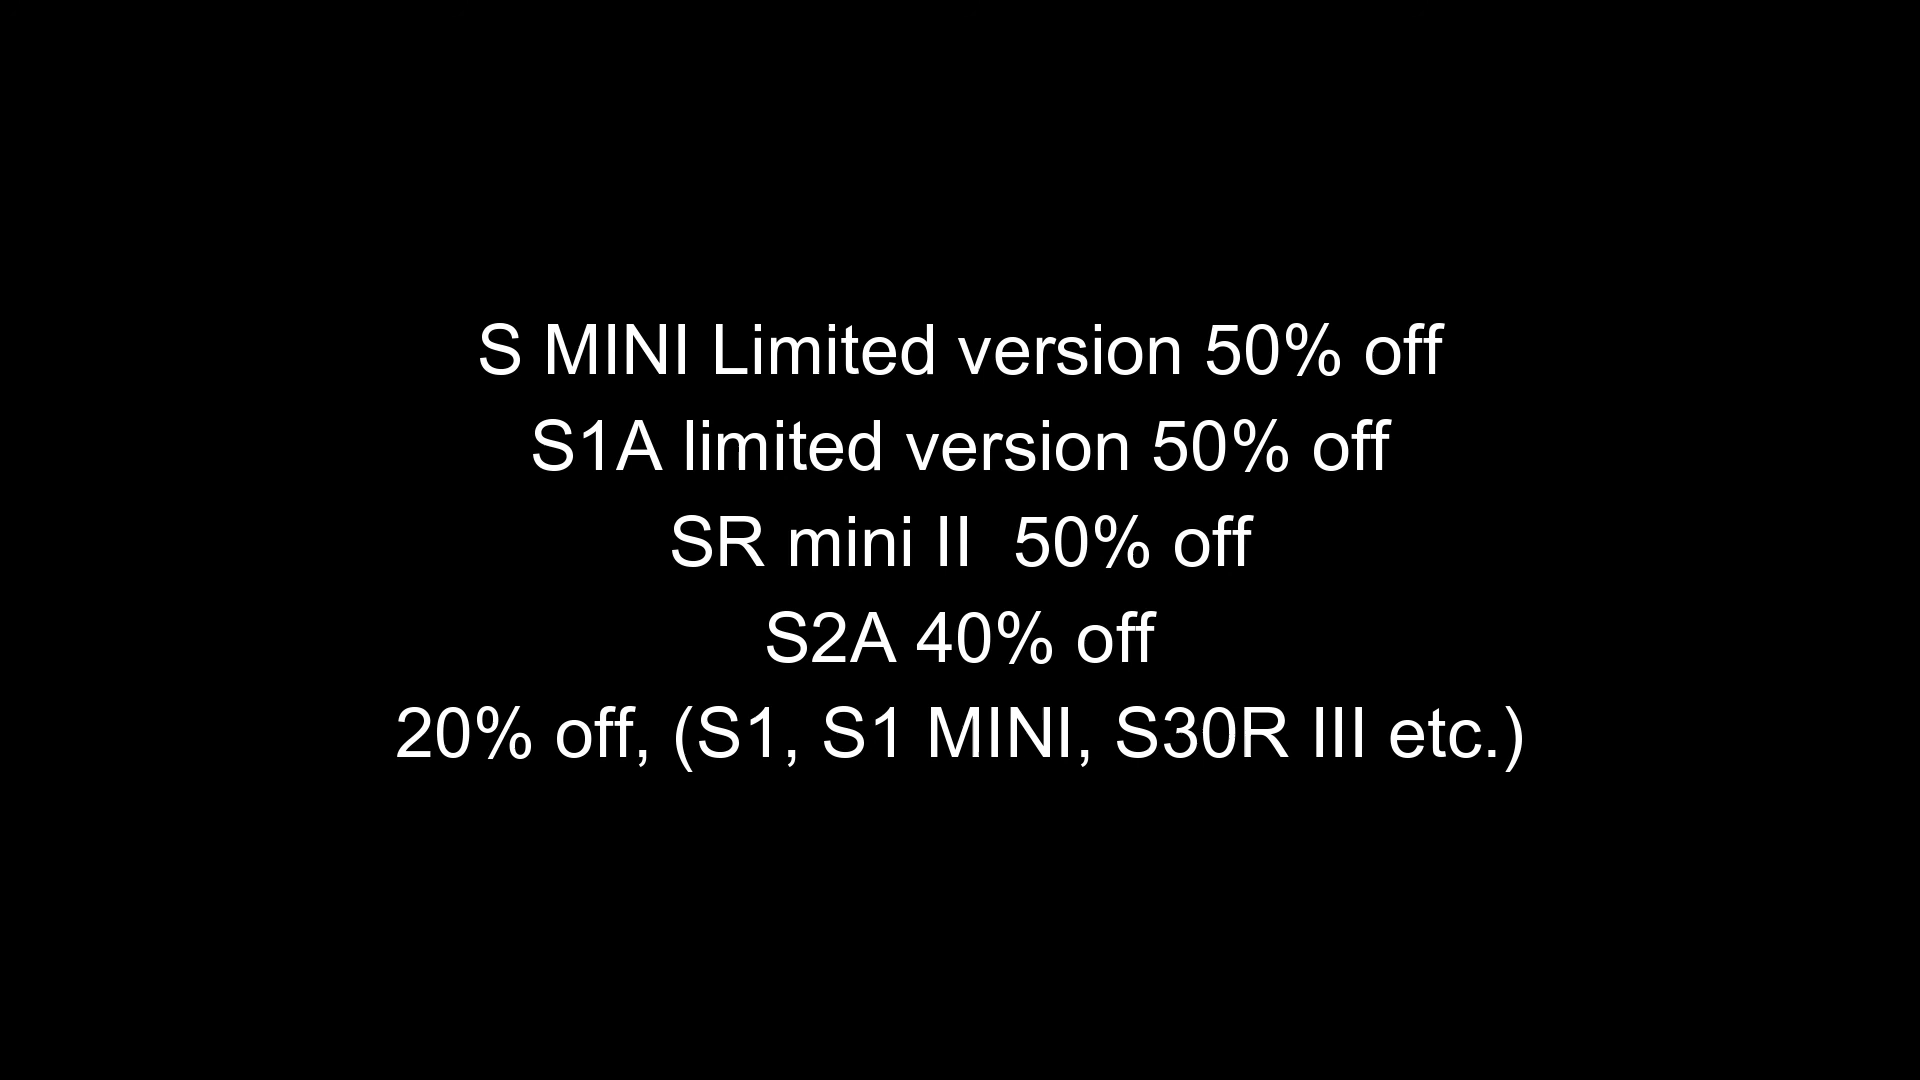 S MINI Limited version 50% off
S1A limited version 50% off
SR mini II  50% off
S2A 40% off
20% off, (S1, S1 MINI, S30R III etc.)